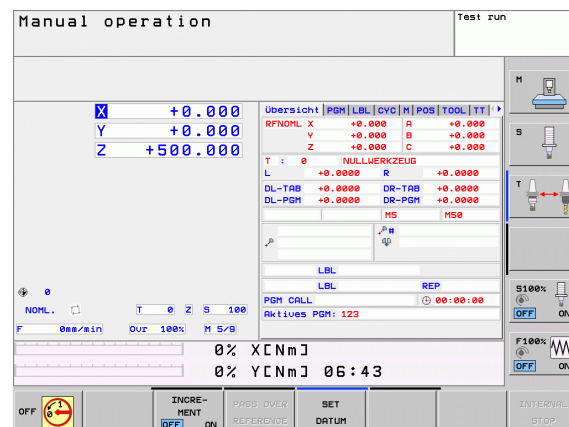 Manual operation
Test run
M
X +0.000
Y +0.000
Z +500.000
Übersicht PGM LBL CYC M POS TOOL TT
RFNOML X +0.000 A +0.000
Y +0.000 B +0.000
Z +0.000 C +0.000
T : 0 NULLWERKZEUG
L +0.0000 R +0.0000
DL-TAB +0.0000 DR-TAB +0.0000
DL-PGM +0.0000 DR-PGM +0.0000
M5 M50
#
LBL
LBL REP
PGM CALL 00:00:00
Aktives PGM: 123
S
T
0
NOML.
T 0 Z S 100
F 0mm/min Ovr 100% M 5/9
0% X[Nm]
0% Y[Nm] 06:43
S100%
OFF ON
F100%
OFF ON
OFF 0 1
INCRE-
MENT
OFF ON
PASS OVER
REFERENCE
SET
DATUM
INTERNAL
STOP